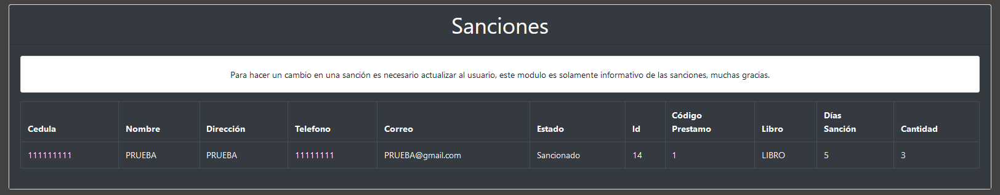 Sanciones
Para hacer un cambio en una sanción es necesario actualizar al usuario, este modulo es solamente informativo de las sanciones, muchas gracias.
Cedula Nombre Dirección Telefono Correo Estado Id Código Prestamo Libro Días Sanción Cantidad
111111111 PRUEBA PRUEBA 11111111 PRUEBA@gmail.com Sancionado 14 1 LIBRO 5 3